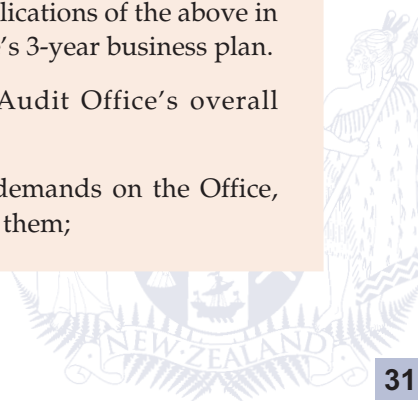 lications of the above in
's 3-year business plan.
Audit Office's overall
demands on the Office,
them;
NEW ZEALAND
31